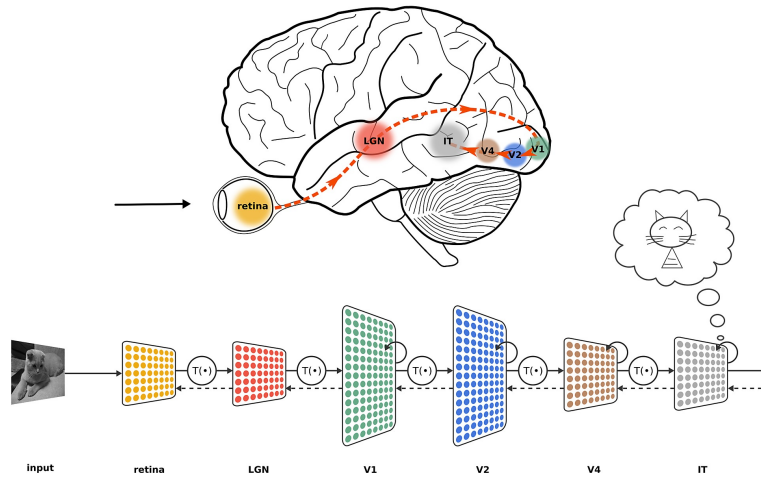 LGN
IT
V4
V2
V1
retina
T(•)
T(•)
T(•)
T(•)
T(•)
input
retina
LGN
V1
V2
V4
IT